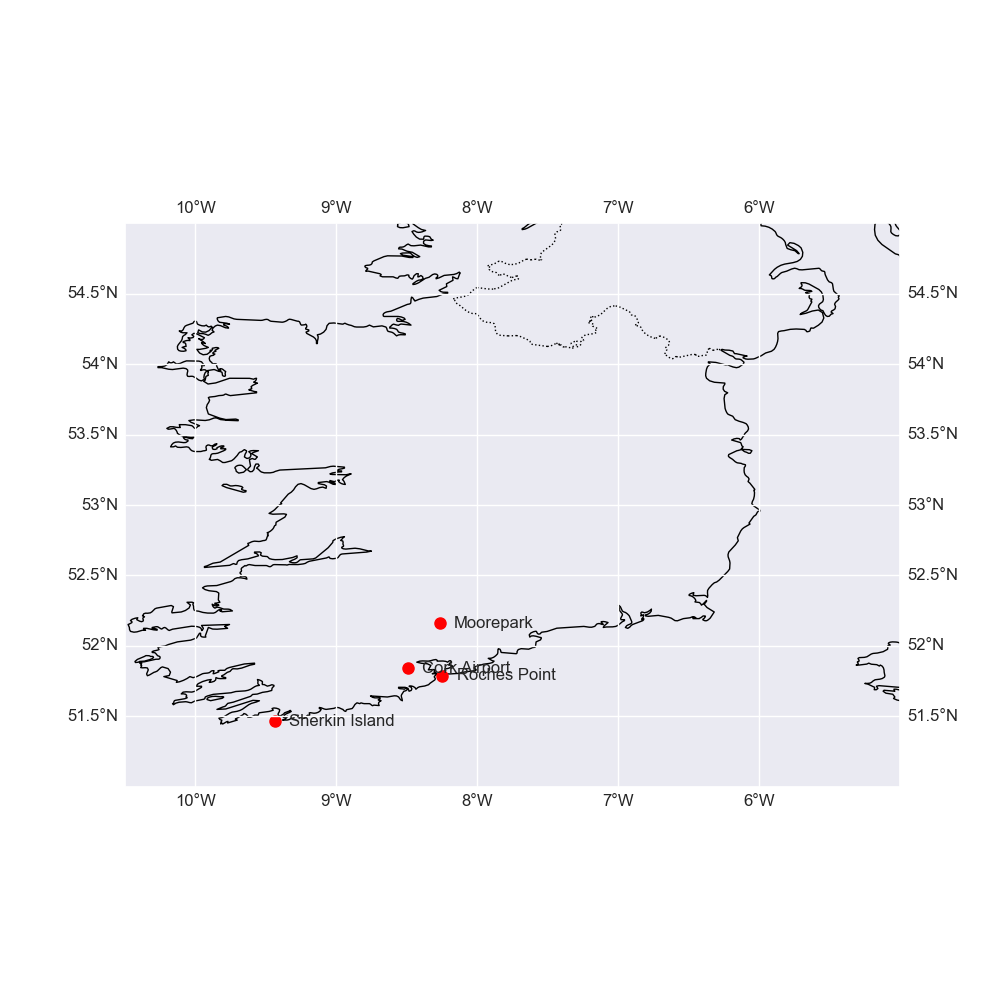 10°W 9°W 8°W 7°W 6°W
54.5°N 54.5°N
54°N 54°N
53.5°N 53.5°N
53°N 53°N
52.5°N 52.5°N
Moorepark
52°N 52°N
Cork Airport
Roches Point
51.5°N 51.5°N
Sherkin Island
10°W 9°W 8°W 7°W 6°W